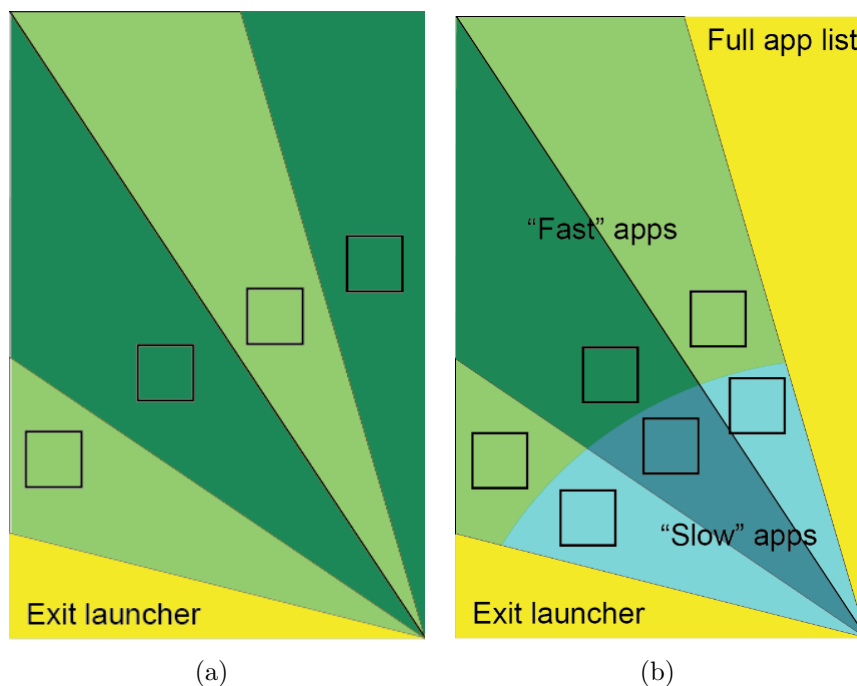 Full app list
“Fast” apps
“Slow” apps
Exit launcher
Exit launcher
(a)
(b)